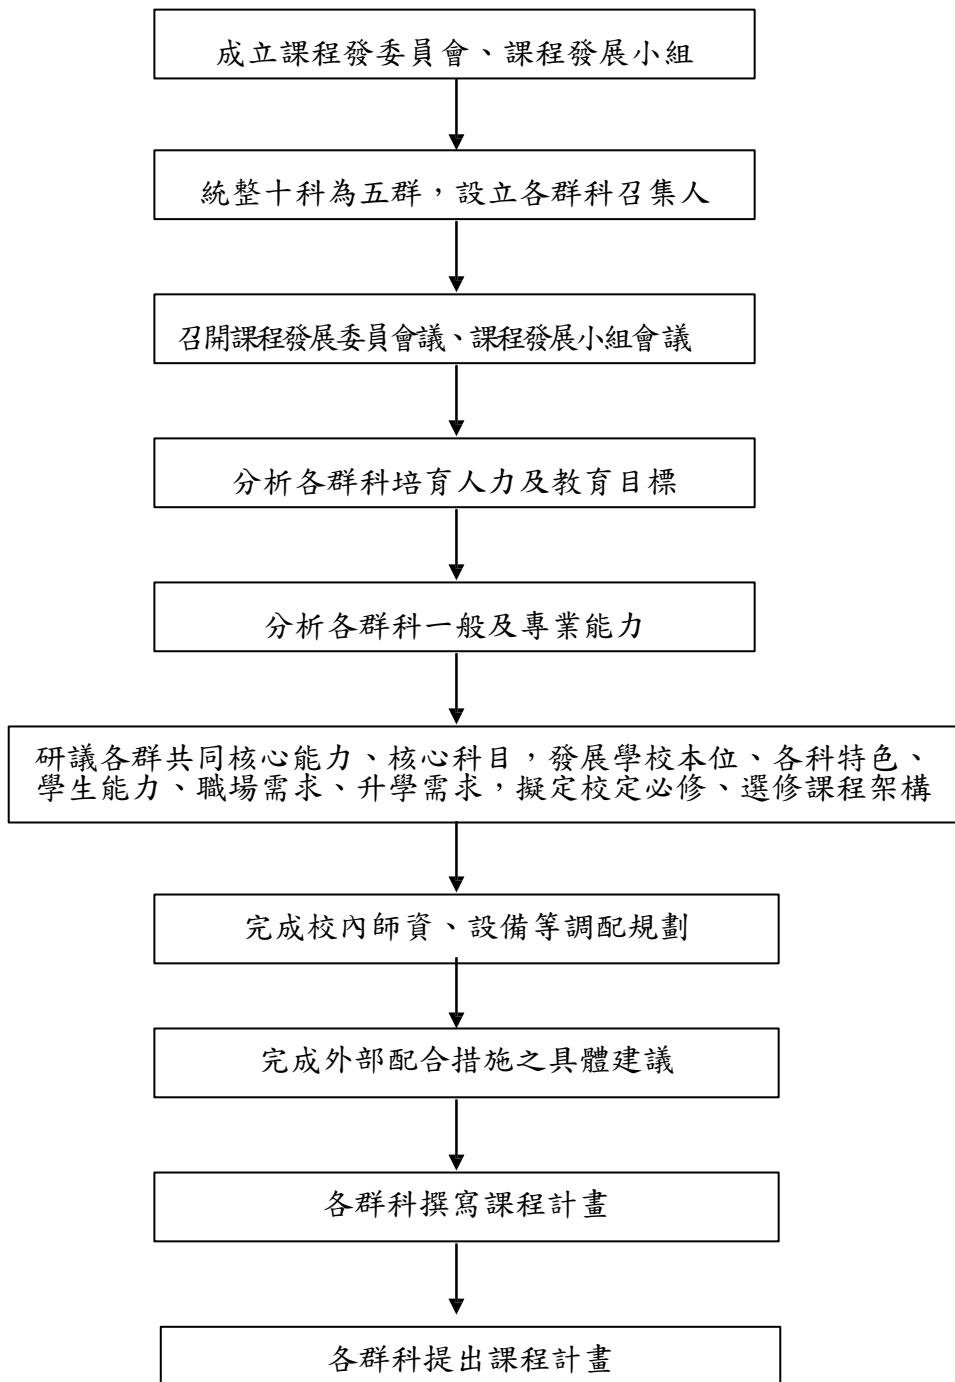 成立課程發委員會、課程發展小組
統整十科為五群，設立各群科召集人
召開課程發展委員會議、課程發展小組會議
分析各群科培育人力及教育目標
分析各群科一般及專業能力
研議各群共同核心能力、核心科目，發展學校本位、各科特色、
學生能力、職場需求、升學需求，擬定校定必修、選修課程架構
完成校內師資、設備等調配規劃
完成外部配合措施之具體建議
各群科撰寫課程計畫
各群科提出課程計畫